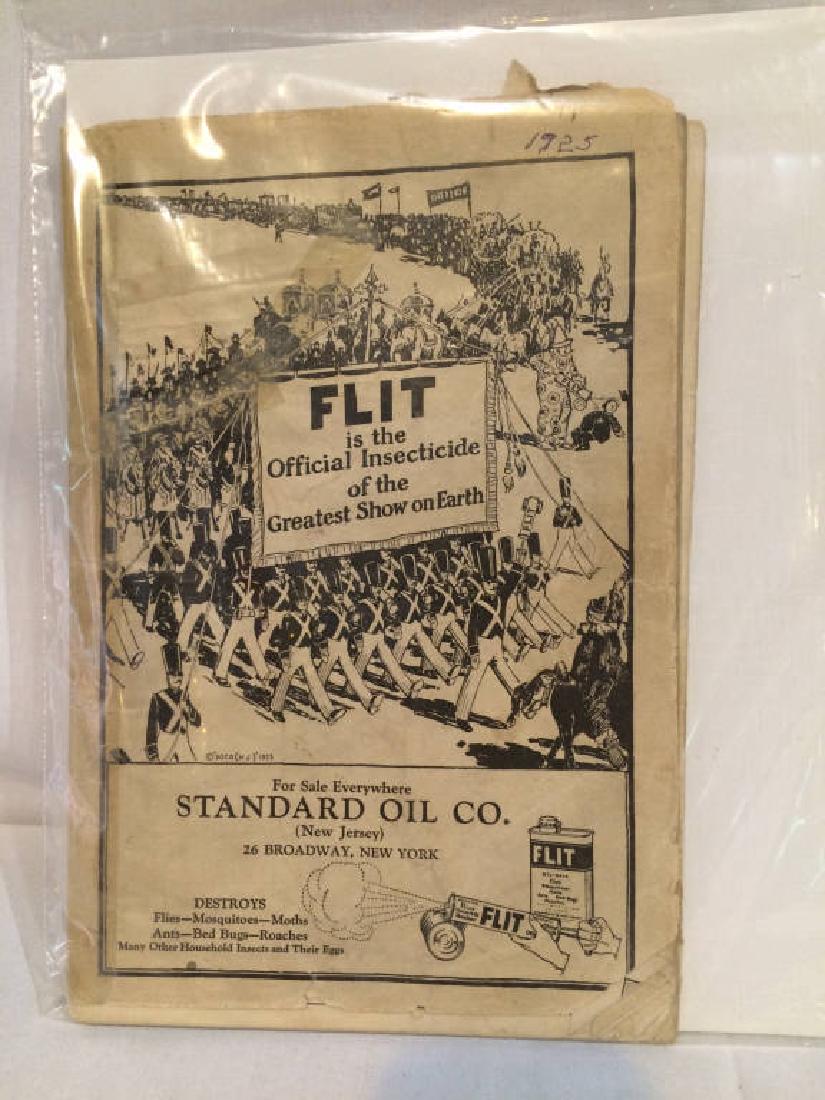 1925
FLIT
is the
Official Insecticide
of the
Greatest Show on Earth
For Sale Everywhere
STANDARD OIL CO.
(New Jersey)
26 BROADWAY, NEW YORK
DESTROYS
Flies—Mosquitoes—Moths
Ants—Bed Bugs—Roaches
Many Other Household Insects and Their Eggs
FLIT
FLIT